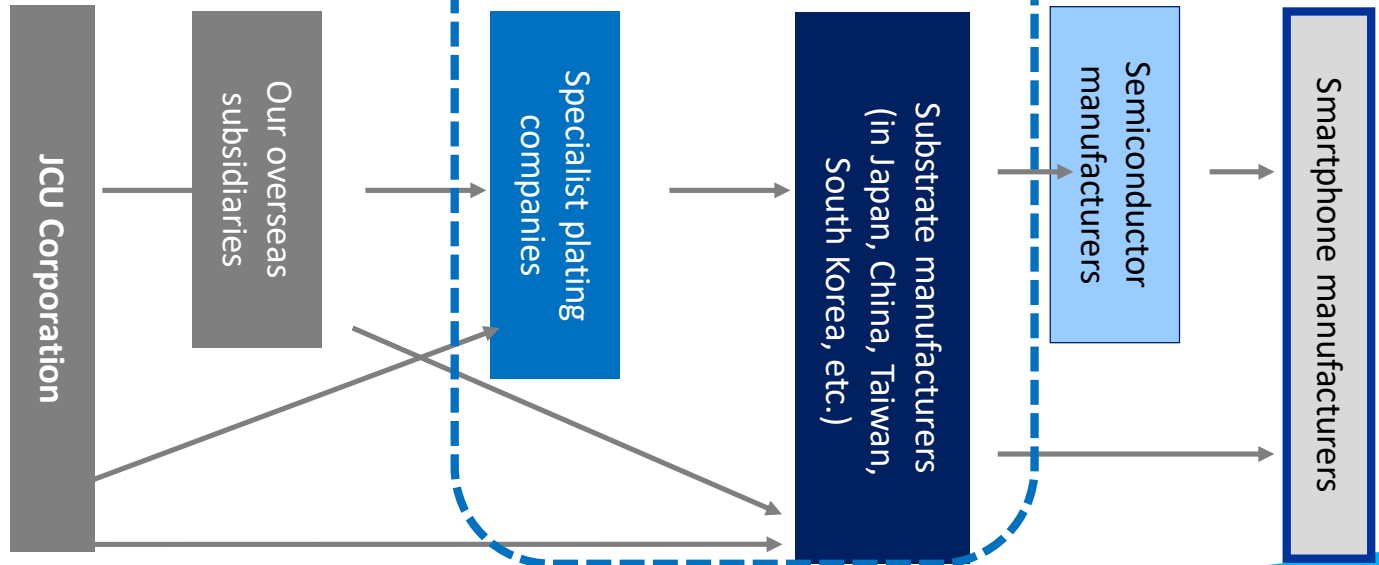 JCU Corporation
Our overseas
subsidiaries
Specialist plating
companies
Substrate manufacturers
(in Japan, China, Taiwan,
South Korea, etc.)
Semiconductor
manufacturers
Smartphone manufacturers